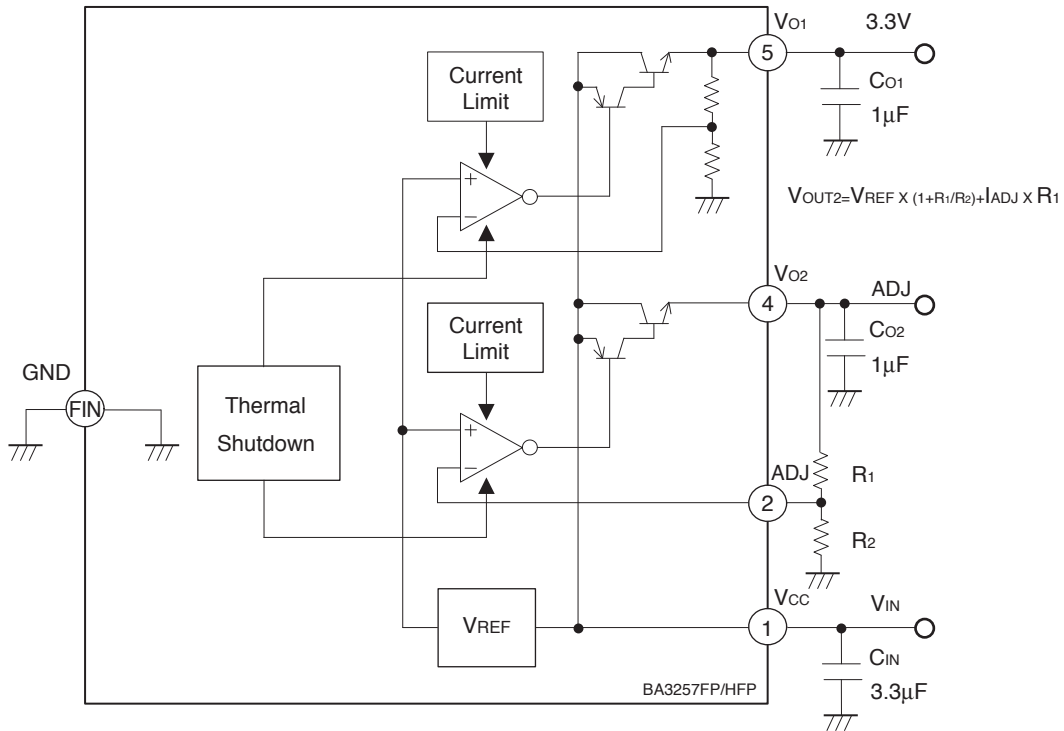 VO1
3.3V
5
Current
Limit
CO1
1μF
+
−
VOUT2=VREF X (1+R1/R2)+IADJ X R1
VO2
4
ADJ
Current
Limit
CO2
1μF
GND
FIN
Thermal
Shutdown
+
−
ADJ
2
R1
R2
VCC
VIN
VREF
1
CIN
3.3μF
BA3257FP/HFP